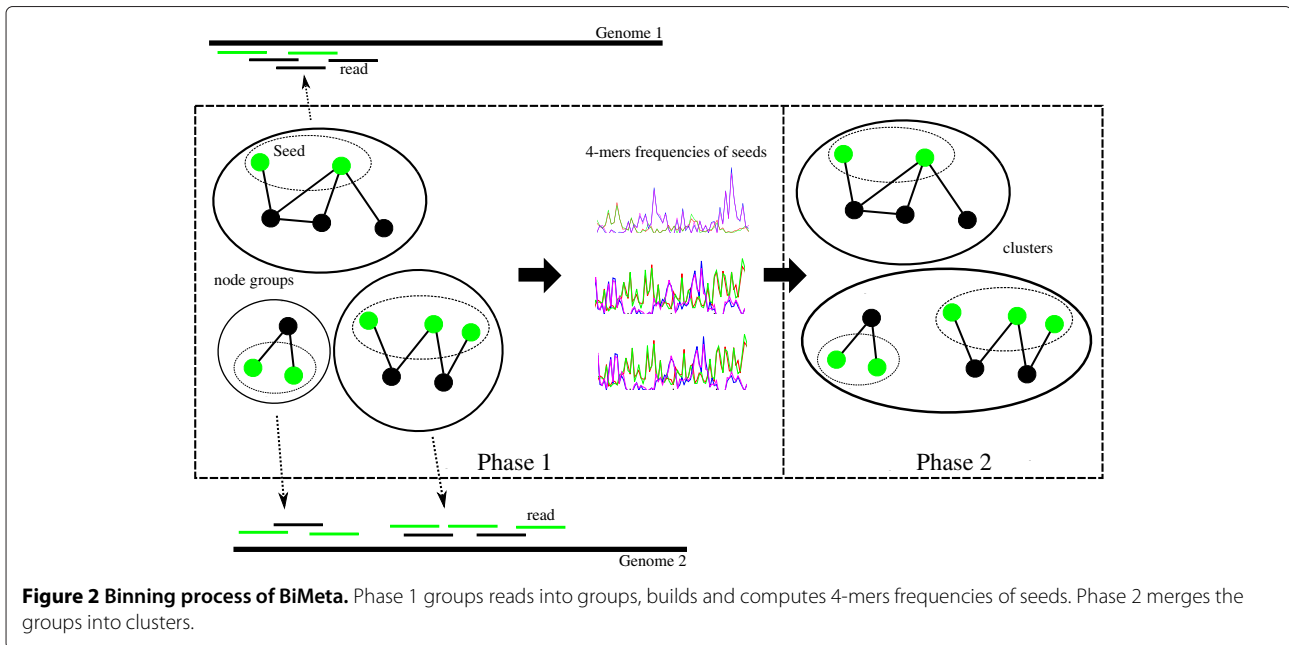 Genome 1
read
Seed
4-mers frequencies of seeds
node groups
clusters
Phase 1
Phase 2
read
Genome 2
Figure 2 Binning process of BiMeta. Phase 1 groups reads into groups, builds and computes 4-mers frequencies of seeds. Phase 2 merges the
groups into clusters.